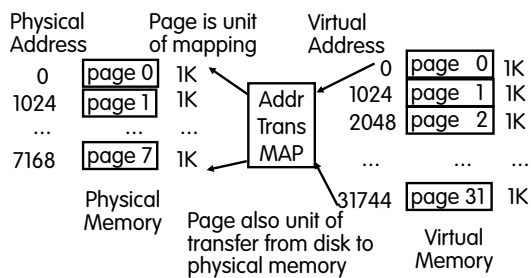 Physical
Address
Page is unit
of mapping
Virtual
Address
0 page 0 1K
1024 page 1 1K
... ... ...
7168 page 7 1K
Physical
Memory
Addr
Trans
MAP
0 page 0 1K
1024 page 1 1K
2048 page 2 1K
... ... ...
31744 page 31 1K
Virtual
Memory
Page also unit of
transfer from disk to
physical memory